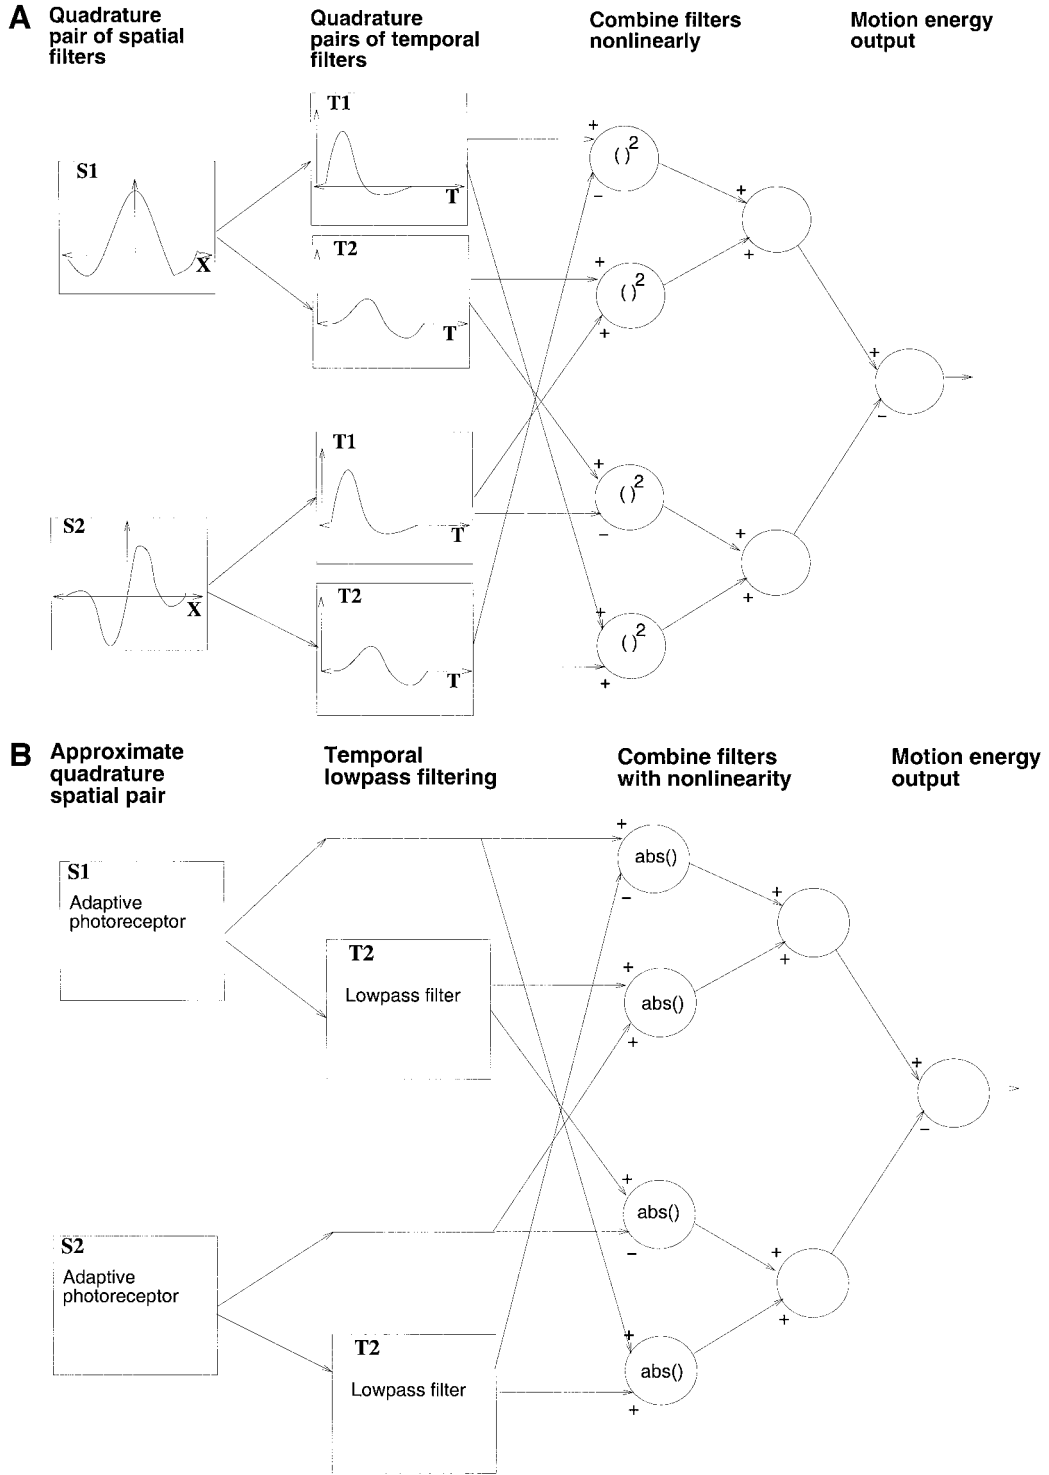 A
Quadrature
pair of spatial
filters
Quadrature
pairs of temporal
filters
Combine filters
nonlinearly
Motion energy
output
T1
T
S1
X
T2
T
+
( )2
−
+
( )2
+
+
+
+
−
T1
T
S2
X
T2
T
+
( )2
−
+
( )2
+
+
+
B
Approximate
quadrature
spatial pair
Temporal
lowpass filtering
Combine filters
with nonlinearity
Motion energy
output
S1
Adaptive
photoreceptor
T2
Lowpass filter
+
abs()
−
+
abs()
+
+
+
+
−
S2
Adaptive
photoreceptor
T2
Lowpass filter
+
abs()
−
+
abs()
+
+
+